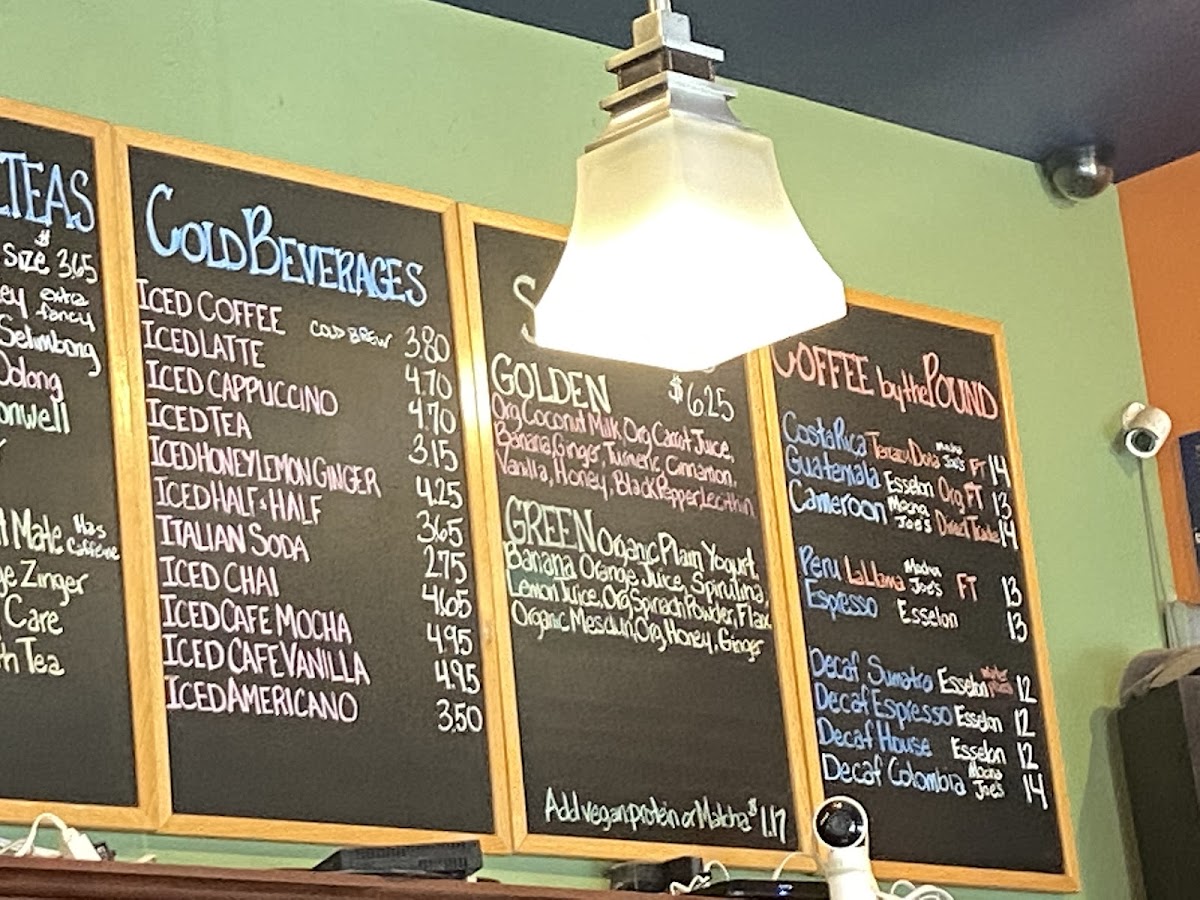 TEAS
$
SIZE 3.65
extra
fancy
Selimbong
Oolong
Mate Has
Caffeine
Zinger
Care
Tea
COLD BEVERAGES
ICED COFFEE COLD BREW 3.80
ICED LATTE 4.70
ICED CAPPUCCINO 4.70
ICED TEA 3.15
ICED HONEY LEMON GINGER 4.25
ICED HALF & HALF 3.65
ITALIAN SODA 2.75
ICED CHAI 4.65
ICED CAFE MOCHA 4.95
ICED CAFE VANILLA 4.95
ICED AMERICANO 3.50
GOLDEN $6.25
Org Coconut Milk, Org Carrot Juice,
Banana, Ginger, Tumeric, Cinnamon,
Vanilla, Honey, Black Pepper, Lecithin
GREEN Organic Plain Yogurt,
Banana, Orange Juice, Spirulina,
Lemon Juice, Org Spinach Powder, Flax
Organic Mesclun, Org Honey, Ginger
Add vegan protein or Matcha $1.17
COFFEE by the POUND
Costa Rica Terrazu Dota Mocha Joe's FT 14
Guatemala Esselon Org FT 13
Cameroon Mocha Joe's Direct Trade 14
Peru La Llama Mocha Joe's FT 13
Espresso Esselon 13
Decaf Sumatra Esselon 12
Decaf Espresso Esselon 12
Decaf House Esselon 12
Decaf Colombia Mocha Joe's 14